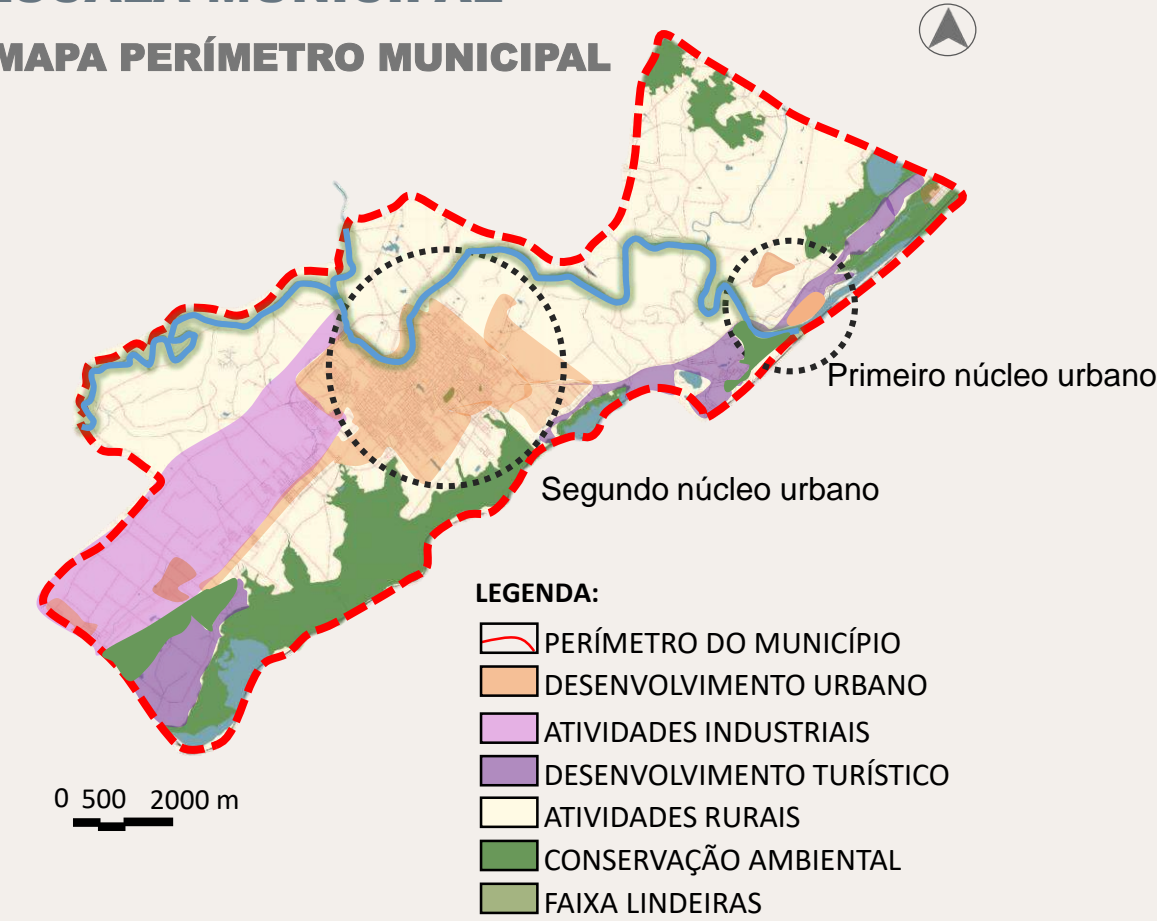 MAPA PERÍMETRO MUNICIPAL
Primeiro núcleo urbano
Segundo núcleo urbano
LEGENDA:
PERÍMETRO DO MUNICÍPIO
DESENVOLVIMENTO URBANO
ATIVIDADES INDUSTRIAIS
DESENVOLVIMENTO TURÍSTICO
ATIVIDADES RURAIS
CONSERVAÇÃO AMBIENTAL
FAIXA LINDEIRAS
0 500 2000 m